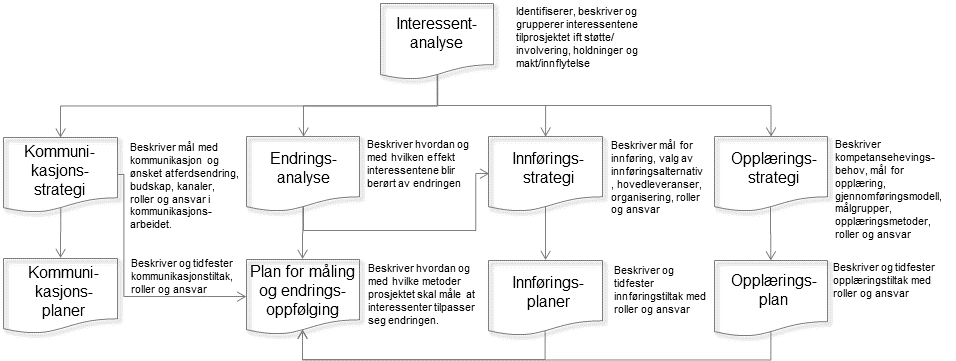 Interessent-
analyse
Identifiserer, beskriver og
grupperer interessentene
tilprosjektet ift støtte/
involvering, holdninger og
makt/innflytelse
Kommuni-
kasjons-
strategi
Beskriver mål med
kommunikasjon og
ønsket atferdsendring,
budskap, kanaler,
roller og ansvar i
kommunikasjons-
arbeidet.
Endrings-
analyse
Beskriver hvordan og
med hvilken effekt
interessentene blir
berørt av endringen
Innførings-
strategi
Beskriver mål for
innføring, valg av
innføringsalternativ
, hovedleveranser,
organisering, roller
og ansvar
Opplærings-
strategi
Beskriver
kompetansehevings-
behov, mål for
opplæring,
gjennomføringsmodell,
målgrupper,
opplæringsmetoder,
roller og ansvar
Kommuni-
kasjons-
planer
Beskriver og tidfester
kommunikasjonstiltak,
roller og ansvar
Plan for måling
og endrings-
oppfølging
Beskriver hvordan og
med hvilke metoder
prosjektet skal måle at
interessenter tilpasser
seg endringen.
Innførings-
planer
Beskriver og
tidfester
innføringstiltak med
roller og ansvar
Opplærings-
plan
Beskriver og tidfester
opplæringstiltak med
roller og ansvar